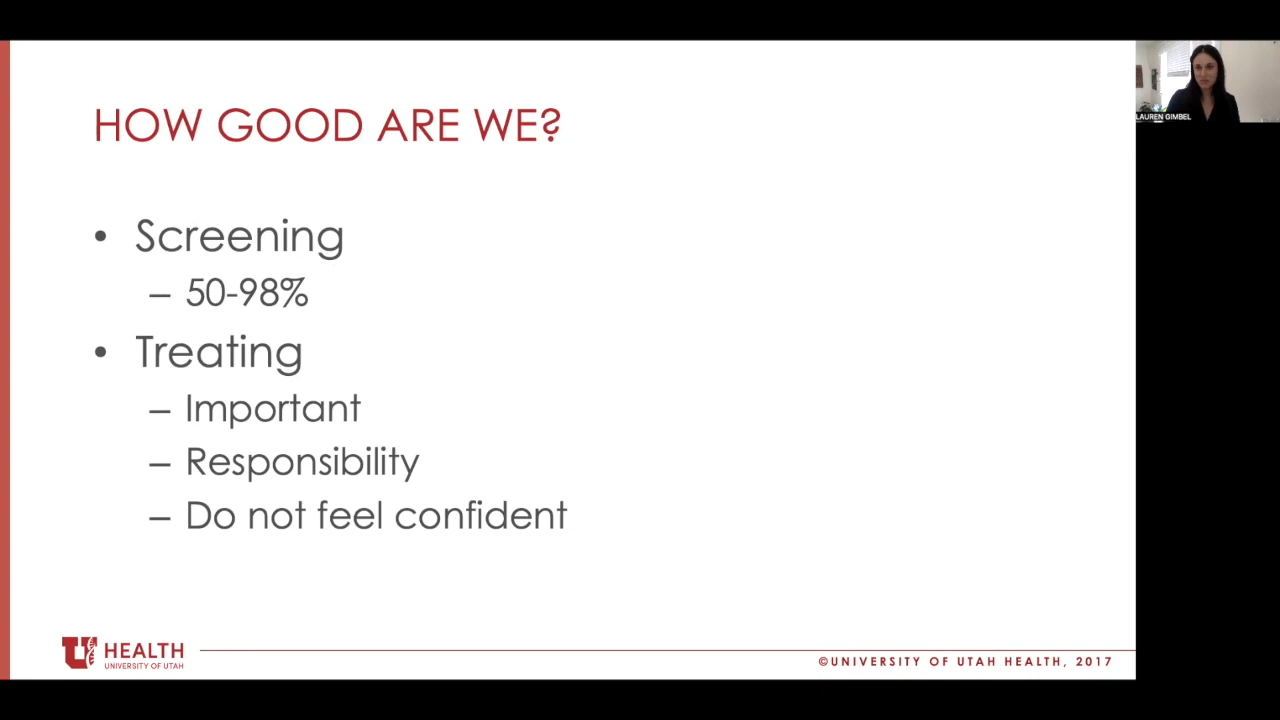 HOW GOOD ARE WE?
• Screening
– 50-98%
• Treating
– Important
– Responsibility
– Do not feel confident
U HEALTH
UNIVERSITY OF UTAH
©UNIVERSITY OF UTAH HEALTH, 2017
LAUREN GIMBEL